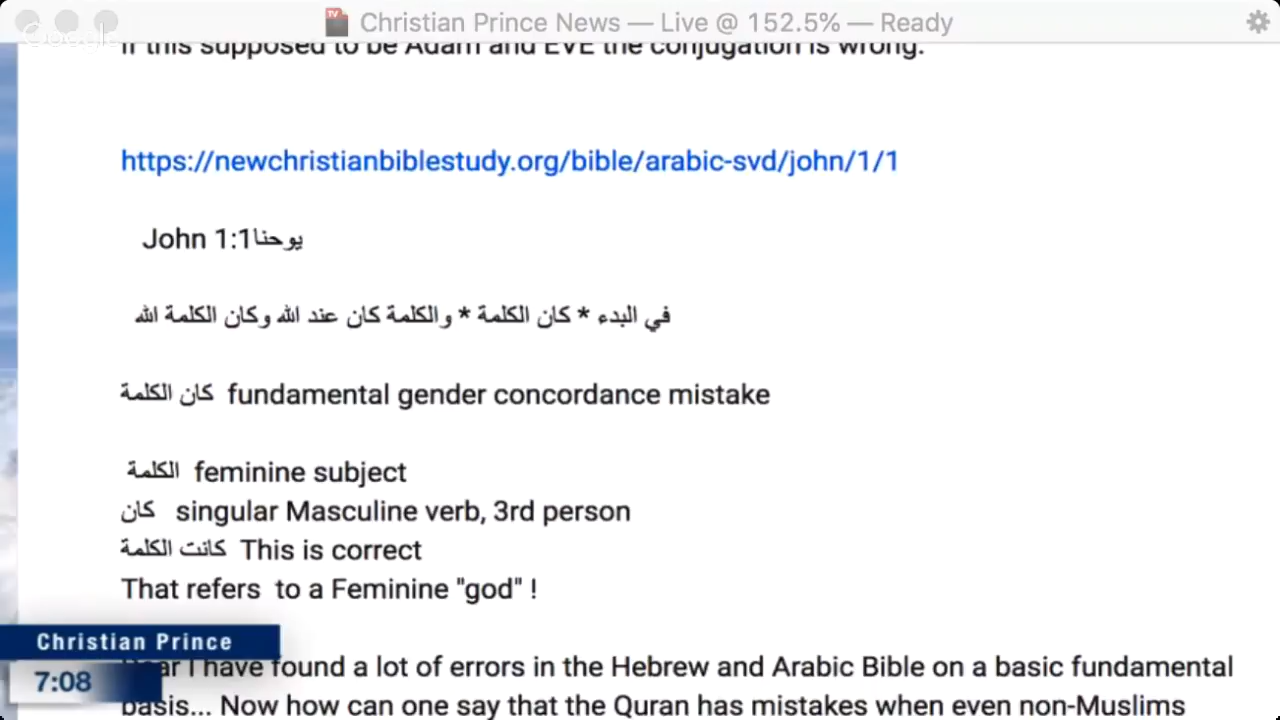 Christian Prince News — Live @ 152.5% — Ready
Google
If this supposed to be Adam and EVE the conjugation is wrong.
https://newchristianbiblestudy.org/bible/arabic-svd/john/1/1
John 1:1يوحنا
في البدء * كان الكلمة * والكلمة كان عند الله وكان الكلمة الله
كان الكلمة fundamental gender concordance mistake
الكلمة feminine subject
كان singular Masculine verb, 3rd person
كانت الكلمة This is correct
That refers to a Feminine "god" !
Christian Prince
7:08
I have found a lot of errors in the Hebrew and Arabic Bible on a basic fundamental
basis... Now how can one say that the Quran has mistakes when even non-Muslims